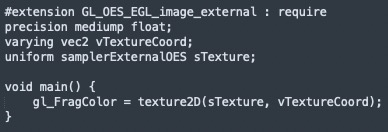 #extension GL_OES_EGL_image_external : require
precision mediump float;
varying vec2 vTextureCoord;
uniform samplerExternalOES sTexture;

void main() {
    gl_FragColor = texture2D(sTexture, vTextureCoord);
}